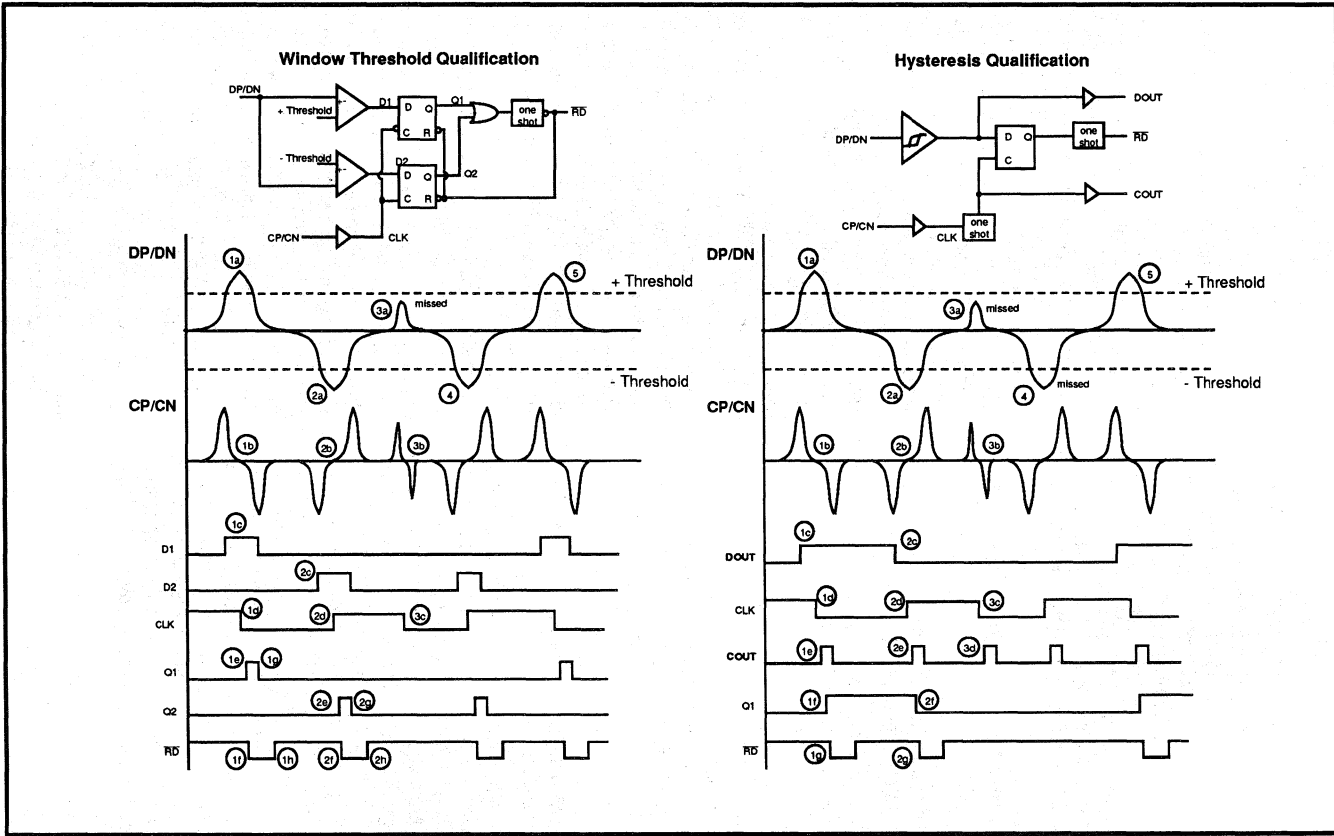 Window Threshold Qualification
DP/DN
+ Threshold
- Threshold
CP/CN
CLK
+
-
+
-
D1
D2
D
Q
C
R
D
Q
C
R
Q1
Q2
one
shot
RD
Hysteresis Qualification
DP/DN
CP/CN
CLK
one
shot
D
Q
C
one
shot
DOUT
RD
COUT
DP/DN
1a
2a
3a
missed
4
5
+ Threshold
- Threshold
CP/CN
1b
2b
3b
D1
1c
D2
2c
CLK
1d
2d
3c
Q1
1e
1g
Q2
2e
2g
RD
1f
1h
2f
2h
DP/DN
1a
2a
3a
missed
4
missed
5
+ Threshold
- Threshold
CP/CN
1b
2b
3b
DOUT
1c
2c
CLK
1d
2d
3c
COUT
1e
2e
3d
Q1
1f
2f
RD
1g
2g